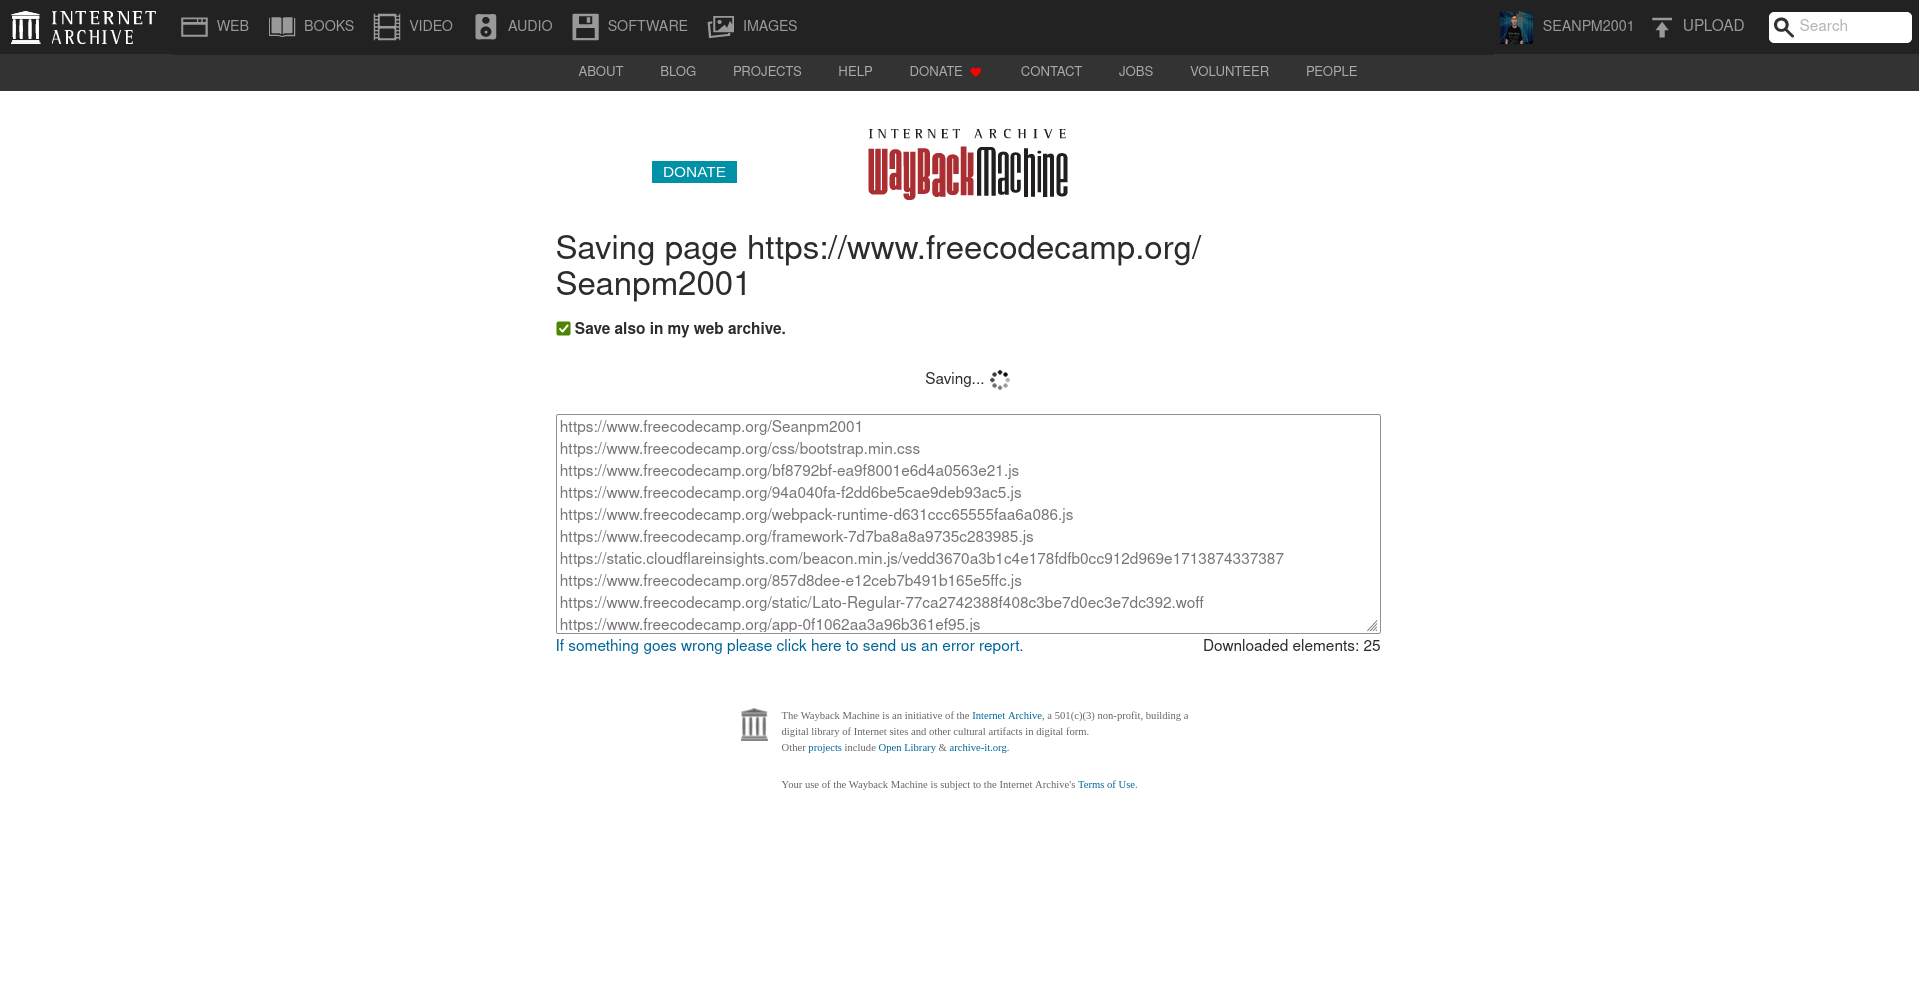 INTERNET ARCHIVE
WEB
BOOKS
VIDEO
AUDIO
SOFTWARE
IMAGES
SEANPM2001
UPLOAD
Search
ABOUT
BLOG
PROJECTS
HELP
DONATE
CONTACT
JOBS
VOLUNTEER
PEOPLE
INTERNET ARCHIVE
WayBackMachine
DONATE
Saving page https://www.freecodecamp.org/
Seanpm2001
Save also in my web archive.
Saving...
https://www.freecodecamp.org/Seanpm2001
https://www.freecodecamp.org/css/bootstrap.min.css
https://www.freecodecamp.org/bf8792bf-ea9f8001e6d4a0563e21.js
https://www.freecodecamp.org/94a040fa-f2dd6be5cae9deb93ac5.js
https://www.freecodecamp.org/webpack-runtime-d631ccc65555faa6a086.js
https://www.freecodecamp.org/framework-7d7ba8a8a9735c283985.js
https://static.cloudflareinsights.com/beacon.min.js/vedd3670a3b1c4e178fdfb0cc912d969e1713874337387
https://www.freecodecamp.org/857d8dee-e12ceb7b491b165e5ffc.js
https://www.freecodecamp.org/static/Lato-Regular-77ca2742388f408c3be7d0ec3e7dc392.woff
https://www.freecodecamp.org/app-0f1062aa3a96b361ef95.js
If something goes wrong please click here to send us an error report.
Downloaded elements: 25
The Wayback Machine is an initiative of the Internet Archive, a 501(c)(3) non-profit, building a
digital library of Internet sites and other cultural artifacts in digital form.
Other projects include Open Library & archive-it.org.
Your use of the Wayback Machine is subject to the Internet Archive's Terms of Use.